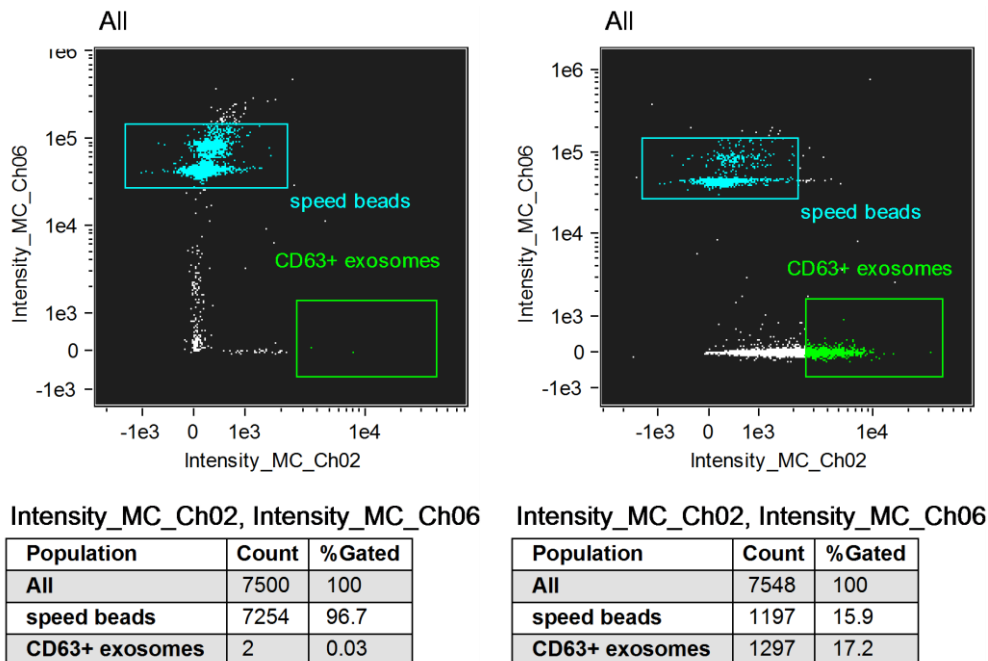 All
1e6
1e5
1e4
1e3
0
-1e3
Intensity_MC_Ch06
speed beads
CD63+ exosomes
-1e3 0 1e3 1e4
Intensity_MC_Ch02
All
1e6
1e5
1e4
1e3
0
-1e3
Intensity_MC_Ch06
speed beads
CD63+ exosomes
-1e3 0 1e3 1e4
Intensity_MC_Ch02
Intensity_MC_Ch02, Intensity_MC_Ch06
Population Count %Gated
All 7500 100
speed beads 7254 96.7
CD63+ exosomes 2 0.03
Intensity_MC_Ch02, Intensity_MC_Ch06
Population Count %Gated
All 7548 100
speed beads 1197 15.9
CD63+ exosomes 1297 17.2